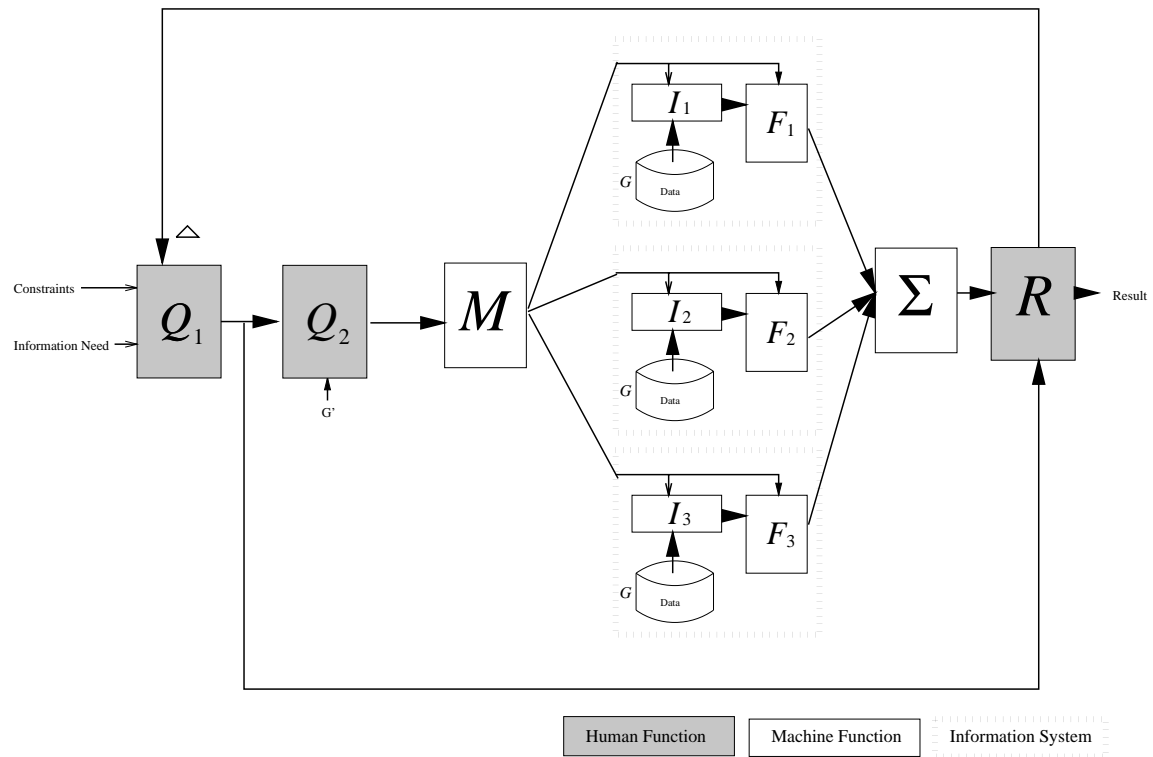 I1
F1
G
Data
△
Constraints
Q1
Q2
M
I2
F2
Σ
R
Result
Information Need
G
Data
G'
I3
F3
G
Data
Human Function
Machine Function
Information System